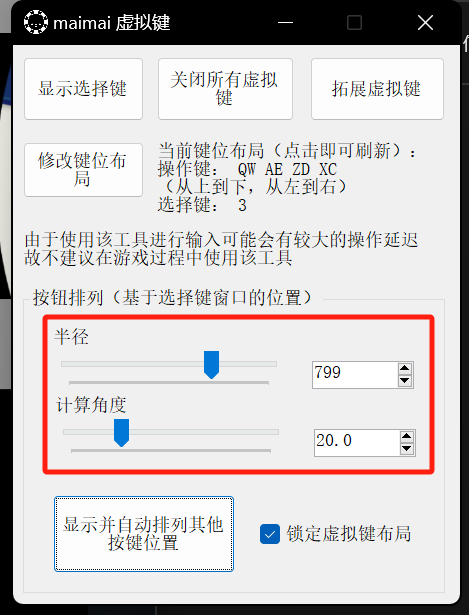 maimai 虚拟键
显示选择键
关闭所有虚拟
键
拓展虚拟键
修改键位布
局
当前键位布局（点击即可刷新）：
操作键： QW AE ZD XC
（从上到下，从左到右）
选择键： 3
由于使用该工具进行输入可能会有较大的操作延迟
故不建议在游戏过程中使用该工具
按钮排列（基于选择键窗口的位置）
半径
799
计算角度
20.0
显示并自动排列其他
按键位置
锁定虚拟键布局